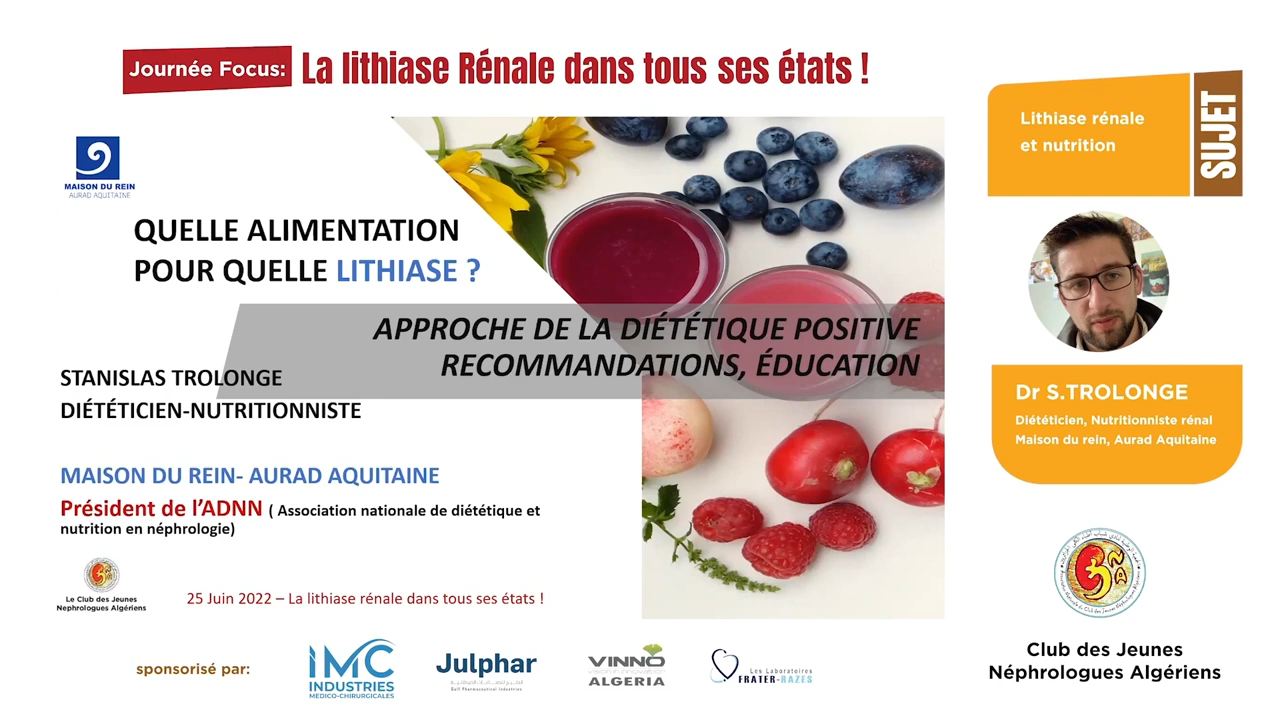 Journée Focus: La lithiase Rénale dans tous ses états !
MAISON DU REIN
AURAD AQUITAINE
QUELLE ALIMENTATION
POUR QUELLE LITHIASE ?
APPROCHE DE LA DIÉTÉTIQUE POSITIVE
RECOMMANDATIONS, ÉDUCATION
STANISLAS TROLONGE
DIÉTÉTICIEN-NUTRITIONNISTE
MAISON DU REIN- AURAD AQUITAINE
Président de l'ADNN ( Association nationale de diététique et
nutrition en néphrologie)
Le Club des Jeunes
Nephrologues Algériens
25 Juin 2022 – La lithiase rénale dans tous ses états !
sponsorisé par:
IMC
INDUSTRIES
MEDICO-CHIRURGICALES
Julphar
Gulf Pharmaceutical Industries
VINNO
ALGERIA
Les Laboratoires
FRATER-RAZES
Lithiase rénale
et nutrition
SUJET
Dr S.TROLONGE
Diététicien, Nutritionniste rénal
Maison du rein, Aurad Aquitaine
Club des Jeunes
Néphrologues Algériens